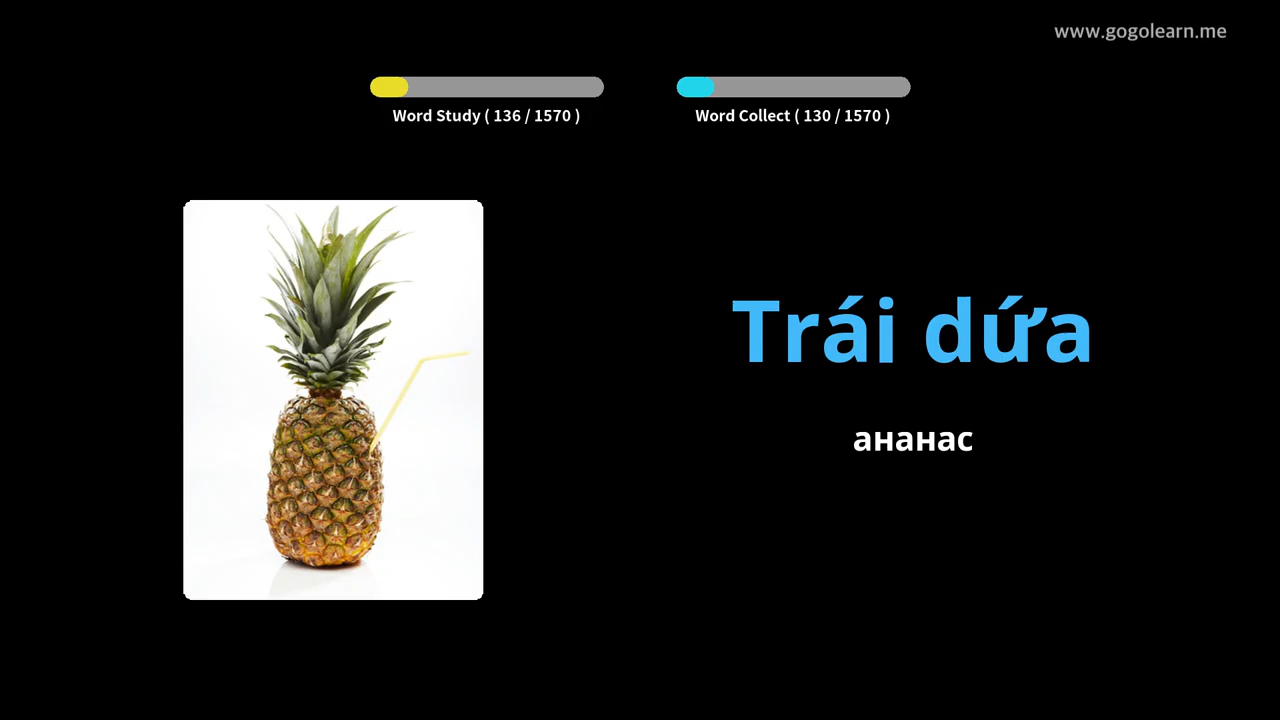 www.gogolearn.me
Word Study ( 136 / 1570 )
Word Collect ( 130 / 1570 )
Trái dứa
ананас